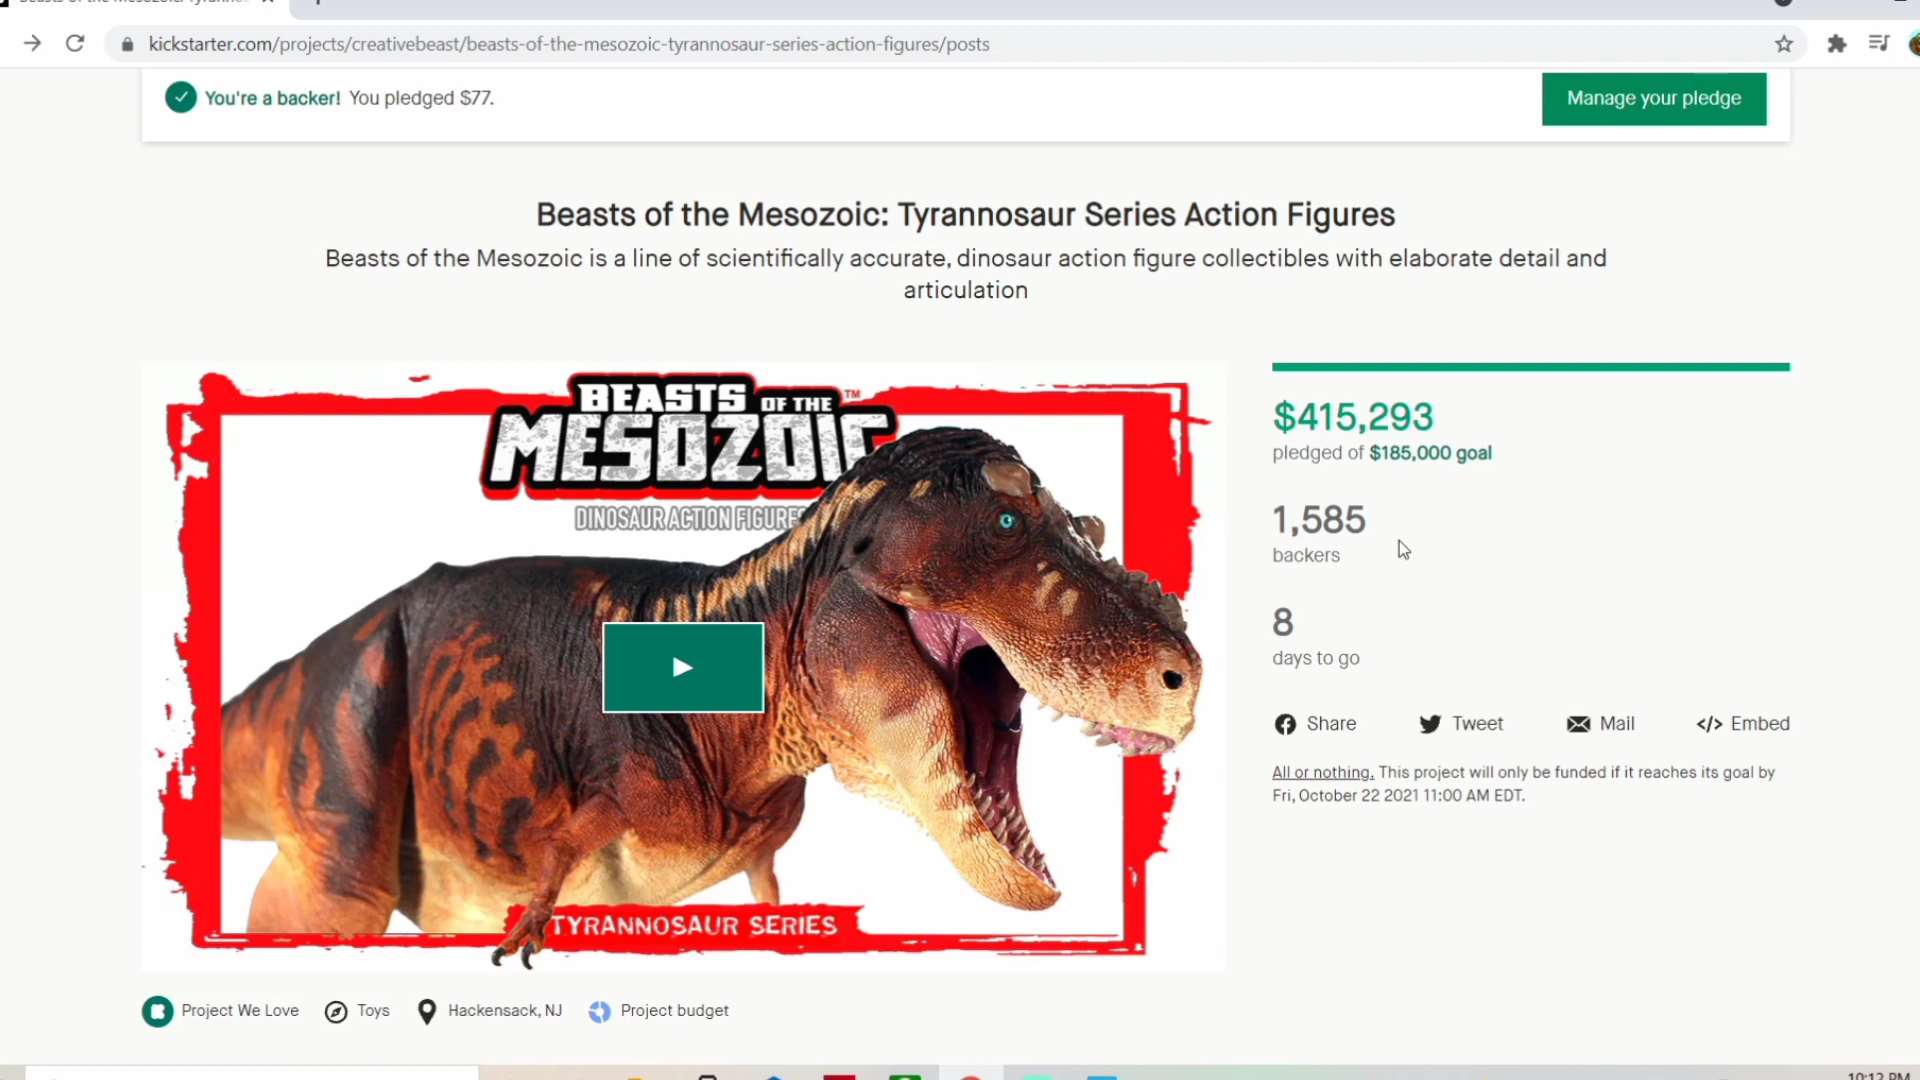 kickstarter.com/projects/creativebeast/beasts-of-the-mesozoic-tyrannosaur-series-action-figures/posts
You're a backer! You pledged $77.
Manage your pledge
Beasts of the Mesozoic: Tyrannosaur Series Action Figures
Beasts of the Mesozoic is a line of scientifically accurate, dinosaur action figure collectibles with elaborate detail and
articulation
BEASTS OF THE ™
MESOZOIC
DINOSAUR ACTION FIGURES
TYRANNOSAUR SERIES
$415,293
pledged of $185,000 goal
1,585
backers
8
days to go
Share Tweet Mail </> Embed
All or nothing. This project will only be funded if it reaches its goal by
Fri, October 22 2021 11:00 AM EDT.
Project We Love Toys Hackensack, NJ Project budget
10:12 PM